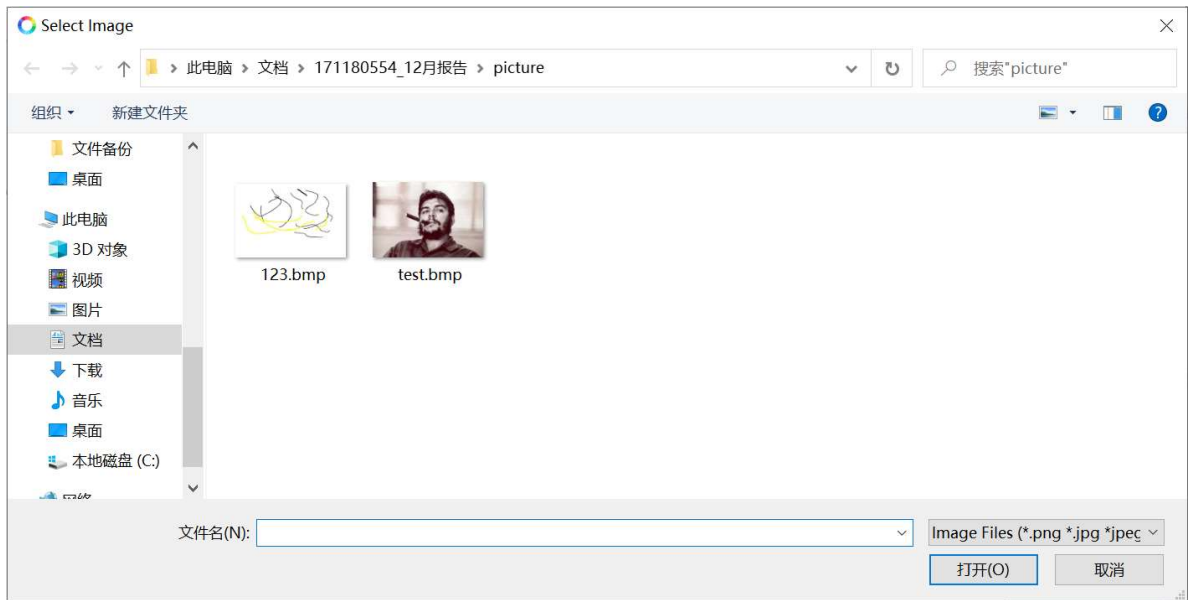 Select Image
此电脑 › 文档 › 171180554_12月报告 › picture
搜索"picture"
组织
新建文件夹
文件备份
桌面
此电脑
3D 对象
视频
图片
文档
下载
音乐
桌面
本地磁盘 (C:)
123.bmp
test.bmp
文件名(N):
Image Files (*.png *.jpg *jpeg
打开(O)
取消